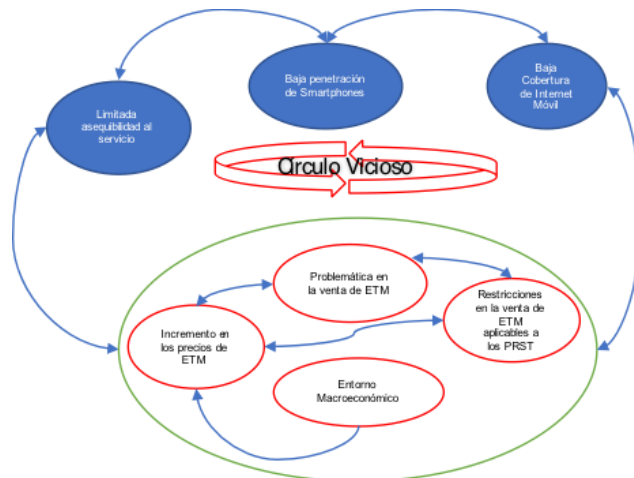 Limitada
asequibilidad al
servicio
Baja penetración
de Smartphones
Baja
Cobertura
de Internet
Móvil
Circulo Vicioso
Problemática en
la venta de ETM
Restricciones
en la venta de
ETM
aplicables a
los PRST
Incremento en
los precios de
ETM
Entorno
Macroeconómico